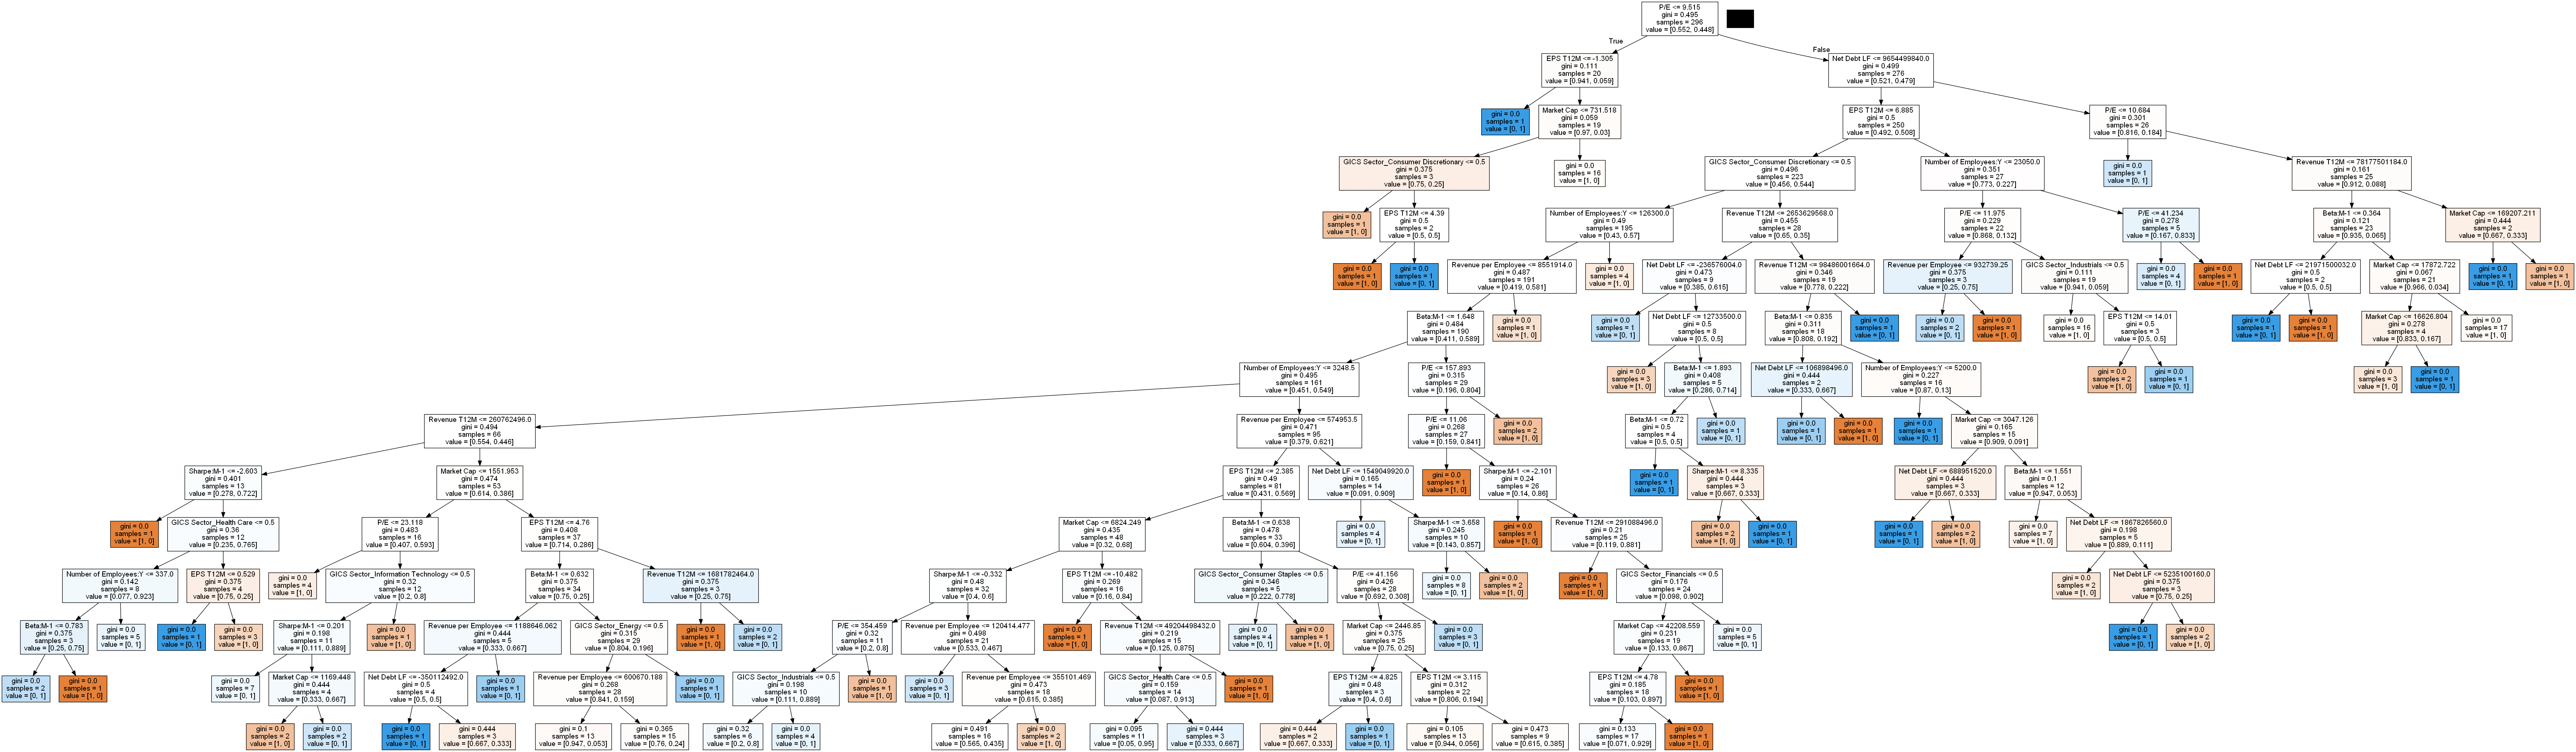 P/E <= 9.515
gini = 0.495
samples = 296
value = [0.552, 0.448]
True
False
EPS T12M <= -1.305
gini = 0.111
samples = 20
value = [0.941, 0.059]
Net Debt LF <= 9654499840.0
gini = 0.499
samples = 276
value = [0.521, 0.479]
gini = 0.0
samples = 1
value = [0, 1]
Market Cap <= 731.518
gini = 0.059
samples = 19
value = [0.97, 0.03]
EPS T12M <= 6.885
gini = 0.5
samples = 250
value = [0.492, 0.508]
P/E <= 10.684
gini = 0.301
samples = 26
value = [0.816, 0.184]
GICS Sector_Consumer Discretionary <= 0.5
gini = 0.375
samples = 3
value = [0.75, 0.25]
gini = 0.0
samples = 16
value = [1, 0]
GICS Sector_Consumer Discretionary <= 0.5
gini = 0.496
samples = 223
value = [0.456, 0.544]
Number of Employees:Y <= 23050.0
gini = 0.351
samples = 27
value = [0.773, 0.227]
gini = 0.0
samples = 1
value = [0, 1]
Revenue T12M <= 78177501184.0
gini = 0.161
samples = 25
value = [0.912, 0.088]
gini = 0.0
samples = 1
value = [1, 0]
EPS T12M <= 4.39
gini = 0.5
samples = 2
value = [0.5, 0.5]
Number of Employees:Y <= 126300.0
gini = 0.49
samples = 195
value = [0.43, 0.57]
Revenue T12M <= 2653629568.0
gini = 0.455
samples = 28
value = [0.65, 0.35]
P/E <= 11.975
gini = 0.229
samples = 22
value = [0.868, 0.132]
P/E <= 41.234
gini = 0.278
samples = 5
value = [0.167, 0.833]
Beta:M-1 <= 0.364
gini = 0.121
samples = 23
value = [0.935, 0.065]
Market Cap <= 169207.211
gini = 0.444
samples = 2
value = [0.667, 0.333]
gini = 0.0
samples = 1
value = [1, 0]
gini = 0.0
samples = 1
value = [0, 1]
Revenue per Employee <= 8551914.0
gini = 0.487
samples = 191
value = [0.419, 0.581]
gini = 0.0
samples = 4
value = [1, 0]
Net Debt LF <= -236576004.0
gini = 0.473
samples = 9
value = [0.385, 0.615]
Revenue T12M <= 98486001664.0
gini = 0.346
samples = 19
value = [0.778, 0.222]
Revenue per Employee <= 932739.25
gini = 0.375
samples = 3
value = [0.25, 0.75]
GICS Sector_Industrials <= 0.5
gini = 0.111
samples = 19
value = [0.941, 0.059]
gini = 0.0
samples = 4
value = [0, 1]
gini = 0.0
samples = 1
value = [1, 0]
Net Debt LF <= 21971500032.0
gini = 0.5
samples = 2
value = [0.5, 0.5]
Market Cap <= 17872.722
gini = 0.067
samples = 21
value = [0.966, 0.034]
gini = 0.0
samples = 1
value = [0, 1]
gini = 0.0
samples = 1
value = [1, 0]
Beta:M-1 <= 1.648
gini = 0.484
samples = 190
value = [0.411, 0.589]
gini = 0.0
samples = 1
value = [1, 0]
gini = 0.0
samples = 1
value = [0, 1]
Net Debt LF <= 12733500.0
gini = 0.5
samples = 8
value = [0.5, 0.5]
Beta:M-1 <= 0.835
gini = 0.311
samples = 18
value = [0.808, 0.192]
gini = 0.0
samples = 1
value = [0, 1]
gini = 0.0
samples = 2
value = [0, 1]
gini = 0.0
samples = 1
value = [1, 0]
gini = 0.0
samples = 16
value = [1, 0]
EPS T12M <= 14.01
gini = 0.5
samples = 3
value = [0.5, 0.5]
gini = 0.0
samples = 1
value = [0, 1]
gini = 0.0
samples = 1
value = [1, 0]
Market Cap <= 16626.804
gini = 0.278
samples = 4
value = [0.833, 0.167]
gini = 0.0
samples = 17
value = [1, 0]
Number of Employees:Y <= 3248.5
gini = 0.495
samples = 161
value = [0.451, 0.549]
P/E <= 157.893
gini = 0.315
samples = 29
value = [0.196, 0.804]
gini = 0.0
samples = 3
value = [1, 0]
Beta:M-1 <= 1.893
gini = 0.408
samples = 5
value = [0.286, 0.714]
Net Debt LF <= 106898496.0
gini = 0.444
samples = 2
value = [0.333, 0.667]
Number of Employees:Y <= 5200.0
gini = 0.227
samples = 16
value = [0.87, 0.13]
gini = 0.0
samples = 2
value = [1, 0]
gini = 0.0
samples = 1
value = [0, 1]
gini = 0.0
samples = 3
value = [1, 0]
gini = 0.0
samples = 1
value = [0, 1]
Revenue T12M <= 260762496.0
gini = 0.494
samples = 66
value = [0.554, 0.446]
Revenue per Employee <= 574953.5
gini = 0.471
samples = 95
value = [0.379, 0.621]
P/E <= 11.06
gini = 0.268
samples = 27
value = [0.159, 0.841]
gini = 0.0
samples = 2
value = [1, 0]
Beta:M-1 <= 0.72
gini = 0.5
samples = 4
value = [0.5, 0.5]
gini = 0.0
samples = 1
value = [0, 1]
gini = 0.0
samples = 1
value = [0, 1]
gini = 0.0
samples = 1
value = [1, 0]
gini = 0.0
samples = 1
value = [0, 1]
Market Cap <= 3047.126
gini = 0.165
samples = 15
value = [0.909, 0.091]
Sharpe:M-1 <= -2.603
gini = 0.401
samples = 13
value = [0.278, 0.722]
Market Cap <= 1551.953
gini = 0.474
samples = 53
value = [0.614, 0.386]
EPS T12M <= 2.385
gini = 0.49
samples = 81
value = [0.431, 0.569]
Net Debt LF <= 1549049920.0
gini = 0.165
samples = 14
value = [0.091, 0.909]
gini = 0.0
samples = 1
value = [1, 0]
Sharpe:M-1 <= -2.101
gini = 0.24
samples = 26
value = [0.14, 0.86]
gini = 0.0
samples = 1
value = [0, 1]
Sharpe:M-1 <= 8.335
gini = 0.444
samples = 3
value = [0.667, 0.333]
Net Debt LF <= 688951520.0
gini = 0.444
samples = 3
value = [0.667, 0.333]
Beta:M-1 <= 1.551
gini = 0.1
samples = 12
value = [0.947, 0.053]
gini = 0.0
samples = 1
value = [1, 0]
GICS Sector_Health Care <= 0.5
gini = 0.36
samples = 12
value = [0.235, 0.765]
P/E <= 23.118
gini = 0.483
samples = 16
value = [0.407, 0.593]
EPS T12M <= 4.76
gini = 0.408
samples = 37
value = [0.714, 0.286]
Market Cap <= 6824.249
gini = 0.435
samples = 48
value = [0.32, 0.68]
Beta:M-1 <= 0.638
gini = 0.478
samples = 33
value = [0.604, 0.396]
gini = 0.0
samples = 4
value = [0, 1]
Sharpe:M-1 <= 3.658
gini = 0.245
samples = 10
value = [0.143, 0.857]
gini = 0.0
samples = 1
value = [1, 0]
Revenue T12M <= 291088496.0
gini = 0.21
samples = 25
value = [0.119, 0.881]
gini = 0.0
samples = 2
value = [1, 0]
gini = 0.0
samples = 1
value = [0, 1]
gini = 0.0
samples = 1
value = [0, 1]
gini = 0.0
samples = 2
value = [1, 0]
gini = 0.0
samples = 7
value = [1, 0]
Net Debt LF <= 1867826560.0
gini = 0.198
samples = 5
value = [0.889, 0.111]
Number of Employees:Y <= 337.0
gini = 0.142
samples = 8
value = [0.077, 0.923]
EPS T12M <= 0.529
gini = 0.375
samples = 4
value = [0.75, 0.25]
gini = 0.0
samples = 4
value = [1, 0]
GICS Sector_Information Technology <= 0.5
gini = 0.32
samples = 12
value = [0.2, 0.8]
Beta:M-1 <= 0.632
gini = 0.375
samples = 34
value = [0.75, 0.25]
Revenue T12M <= 1681782464.0
gini = 0.375
samples = 3
value = [0.25, 0.75]
Sharpe:M-1 <= -0.332
gini = 0.48
samples = 32
value = [0.4, 0.6]
EPS T12M <= -10.482
gini = 0.269
samples = 16
value = [0.16, 0.84]
GICS Sector_Consumer Staples <= 0.5
gini = 0.346
samples = 5
value = [0.222, 0.778]
P/E <= 41.156
gini = 0.426
samples = 28
value = [0.692, 0.308]
gini = 0.0
samples = 8
value = [0, 1]
gini = 0.0
samples = 2
value = [1, 0]
gini = 0.0
samples = 1
value = [1, 0]
GICS Sector_Financials <= 0.5
gini = 0.176
samples = 24
value = [0.098, 0.902]
gini = 0.0
samples = 2
value = [1, 0]
Net Debt LF <= 5235100160.0
gini = 0.375
samples = 3
value = [0.75, 0.25]
Beta:M-1 <= 0.783
gini = 0.375
samples = 3
value = [0.25, 0.75]
gini = 0.0
samples = 5
value = [0, 1]
gini = 0.0
samples = 1
value = [0, 1]
gini = 0.0
samples = 3
value = [1, 0]
Sharpe:M-1 <= 0.201
gini = 0.198
samples = 11
value = [0.111, 0.889]
gini = 0.0
samples = 1
value = [1, 0]
Revenue per Employee <= 1188646.062
gini = 0.444
samples = 5
value = [0.333, 0.667]
GICS Sector_Energy <= 0.5
gini = 0.315
samples = 29
value = [0.804, 0.196]
gini = 0.0
samples = 1
value = [1, 0]
gini = 0.0
samples = 2
value = [0, 1]
P/E <= 354.459
gini = 0.32
samples = 11
value = [0.2, 0.8]
Revenue per Employee <= 120414.477
gini = 0.498
samples = 21
value = [0.533, 0.467]
gini = 0.0
samples = 1
value = [1, 0]
Revenue T12M <= 49204498432.0
gini = 0.219
samples = 15
value = [0.125, 0.875]
gini = 0.0
samples = 4
value = [0, 1]
gini = 0.0
samples = 1
value = [1, 0]
Market Cap <= 2446.85
gini = 0.375
samples = 25
value = [0.75, 0.25]
gini = 0.0
samples = 3
value = [0, 1]
Market Cap <= 42208.559
gini = 0.231
samples = 19
value = [0.133, 0.867]
gini = 0.0
samples = 5
value = [0, 1]
gini = 0.0
samples = 1
value = [0, 1]
gini = 0.0
samples = 2
value = [1, 0]
gini = 0.0
samples = 2
value = [0, 1]
gini = 0.0
samples = 1
value = [1, 0]
gini = 0.0
samples = 7
value = [0, 1]
Market Cap <= 1169.448
gini = 0.444
samples = 4
value = [0.333, 0.667]
Net Debt LF <= -350112492.0
gini = 0.5
samples = 4
value = [0.5, 0.5]
gini = 0.0
samples = 1
value = [0, 1]
Revenue per Employee <= 600670.188
gini = 0.268
samples = 28
value = [0.841, 0.159]
gini = 0.0
samples = 1
value = [0, 1]
GICS Sector_Industrials <= 0.5
gini = 0.198
samples = 10
value = [0.111, 0.889]
gini = 0.0
samples = 1
value = [1, 0]
gini = 0.0
samples = 3
value = [0, 1]
Revenue per Employee <= 355101.469
gini = 0.473
samples = 18
value = [0.615, 0.385]
GICS Sector_Health Care <= 0.5
gini = 0.159
samples = 14
value = [0.087, 0.913]
gini = 0.0
samples = 1
value = [1, 0]
EPS T12M <= 4.825
gini = 0.48
samples = 3
value = [0.4, 0.6]
EPS T12M <= 3.115
gini = 0.312
samples = 22
value = [0.806, 0.194]
EPS T12M <= 4.78
gini = 0.185
samples = 18
value = [0.103, 0.897]
gini = 0.0
samples = 1
value = [1, 0]
gini = 0.0
samples = 2
value = [1, 0]
gini = 0.0
samples = 2
value = [0, 1]
gini = 0.0
samples = 1
value = [0, 1]
gini = 0.444
samples = 3
value = [0.667, 0.333]
gini = 0.1
samples = 13
value = [0.947, 0.053]
gini = 0.365
samples = 15
value = [0.76, 0.24]
gini = 0.32
samples = 6
value = [0.2, 0.8]
gini = 0.0
samples = 4
value = [0, 1]
gini = 0.491
samples = 16
value = [0.565, 0.435]
gini = 0.0
samples = 2
value = [1, 0]
gini = 0.095
samples = 11
value = [0.05, 0.95]
gini = 0.444
samples = 3
value = [0.333, 0.667]
gini = 0.444
samples = 2
value = [0.667, 0.333]
gini = 0.0
samples = 1
value = [0, 1]
gini = 0.105
samples = 13
value = [0.944, 0.056]
gini = 0.473
samples = 9
value = [0.615, 0.385]
gini = 0.133
samples = 17
value = [0.071, 0.929]
gini = 0.0
samples = 1
value = [1, 0]